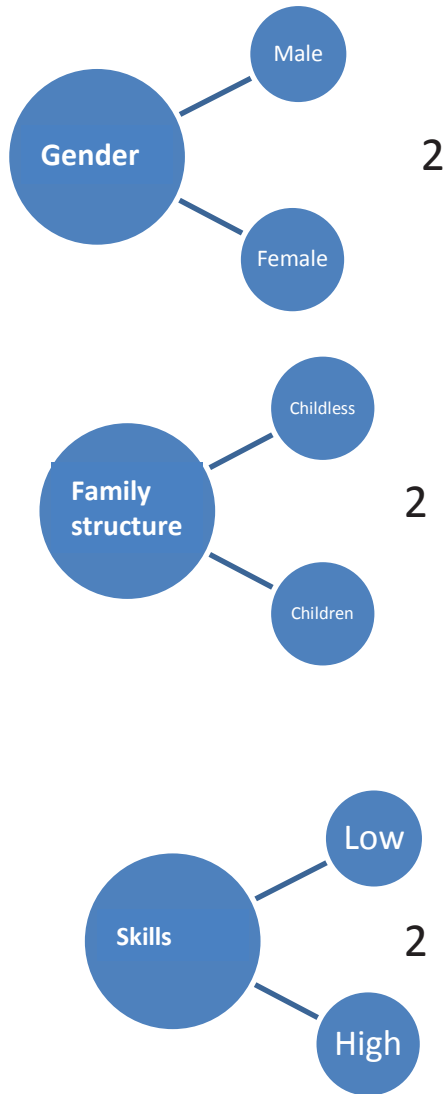 Male
Gender
2
Female
Childless
Family
structure
2
Children
Low
Skills
2
High